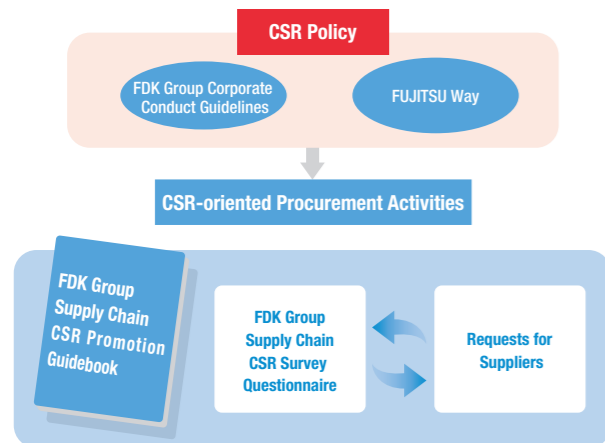 CSR Policy
FDK Group Corporate
Conduct Guidelines
FUJITSU Way
CSR-oriented Procurement Activities
FDK Group
Supply Chain
CSR Promotion
Guidebook
FDK Group
Supply Chain
CSR Survey
Questionnaire
Requests for
Suppliers